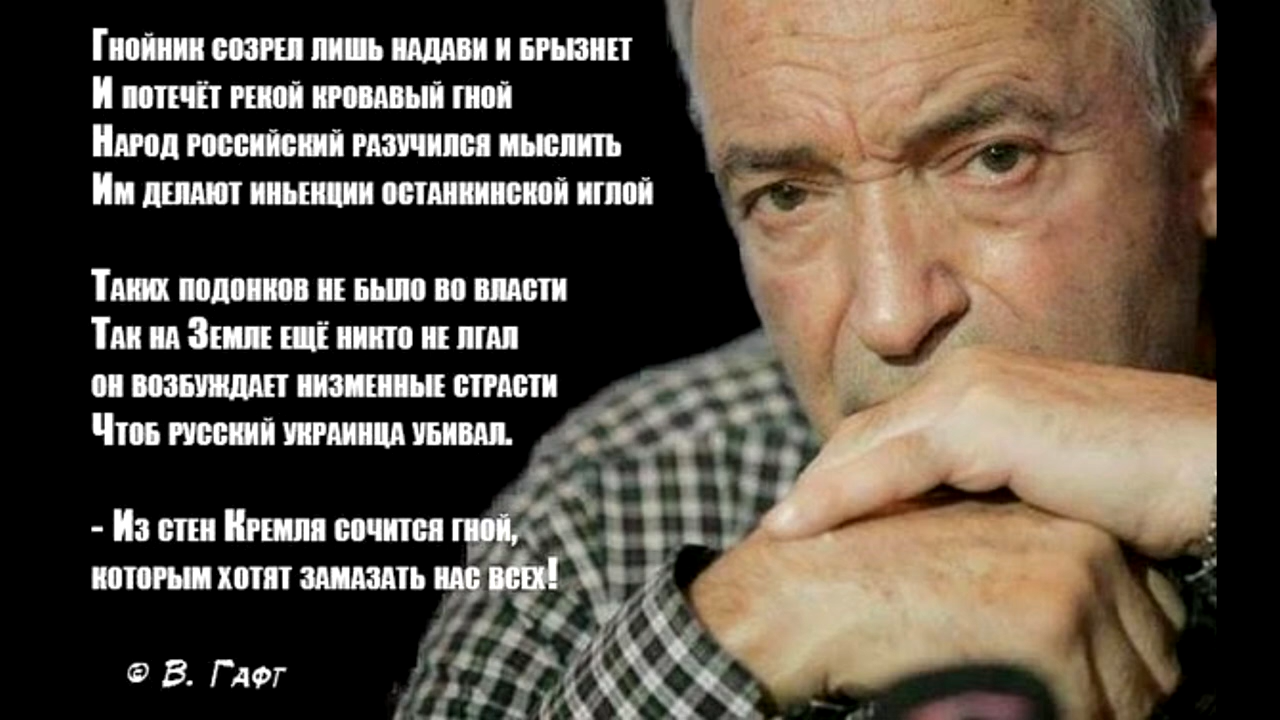 Гнойник созрел лишь надави и брызнет
И потечёт рекой кровавый гной
Народ российский разучился мыслить
Им делают иньекции останкинской иглой
Таких подонков не было во власти
Так на Земле ещё никто не лгал
он возбуждает низменные страсти
Чтоб русский украинца убивал.
- Из стен Кремля сочится гной,
которым хотят замазать нас всех!
© В. Гафт